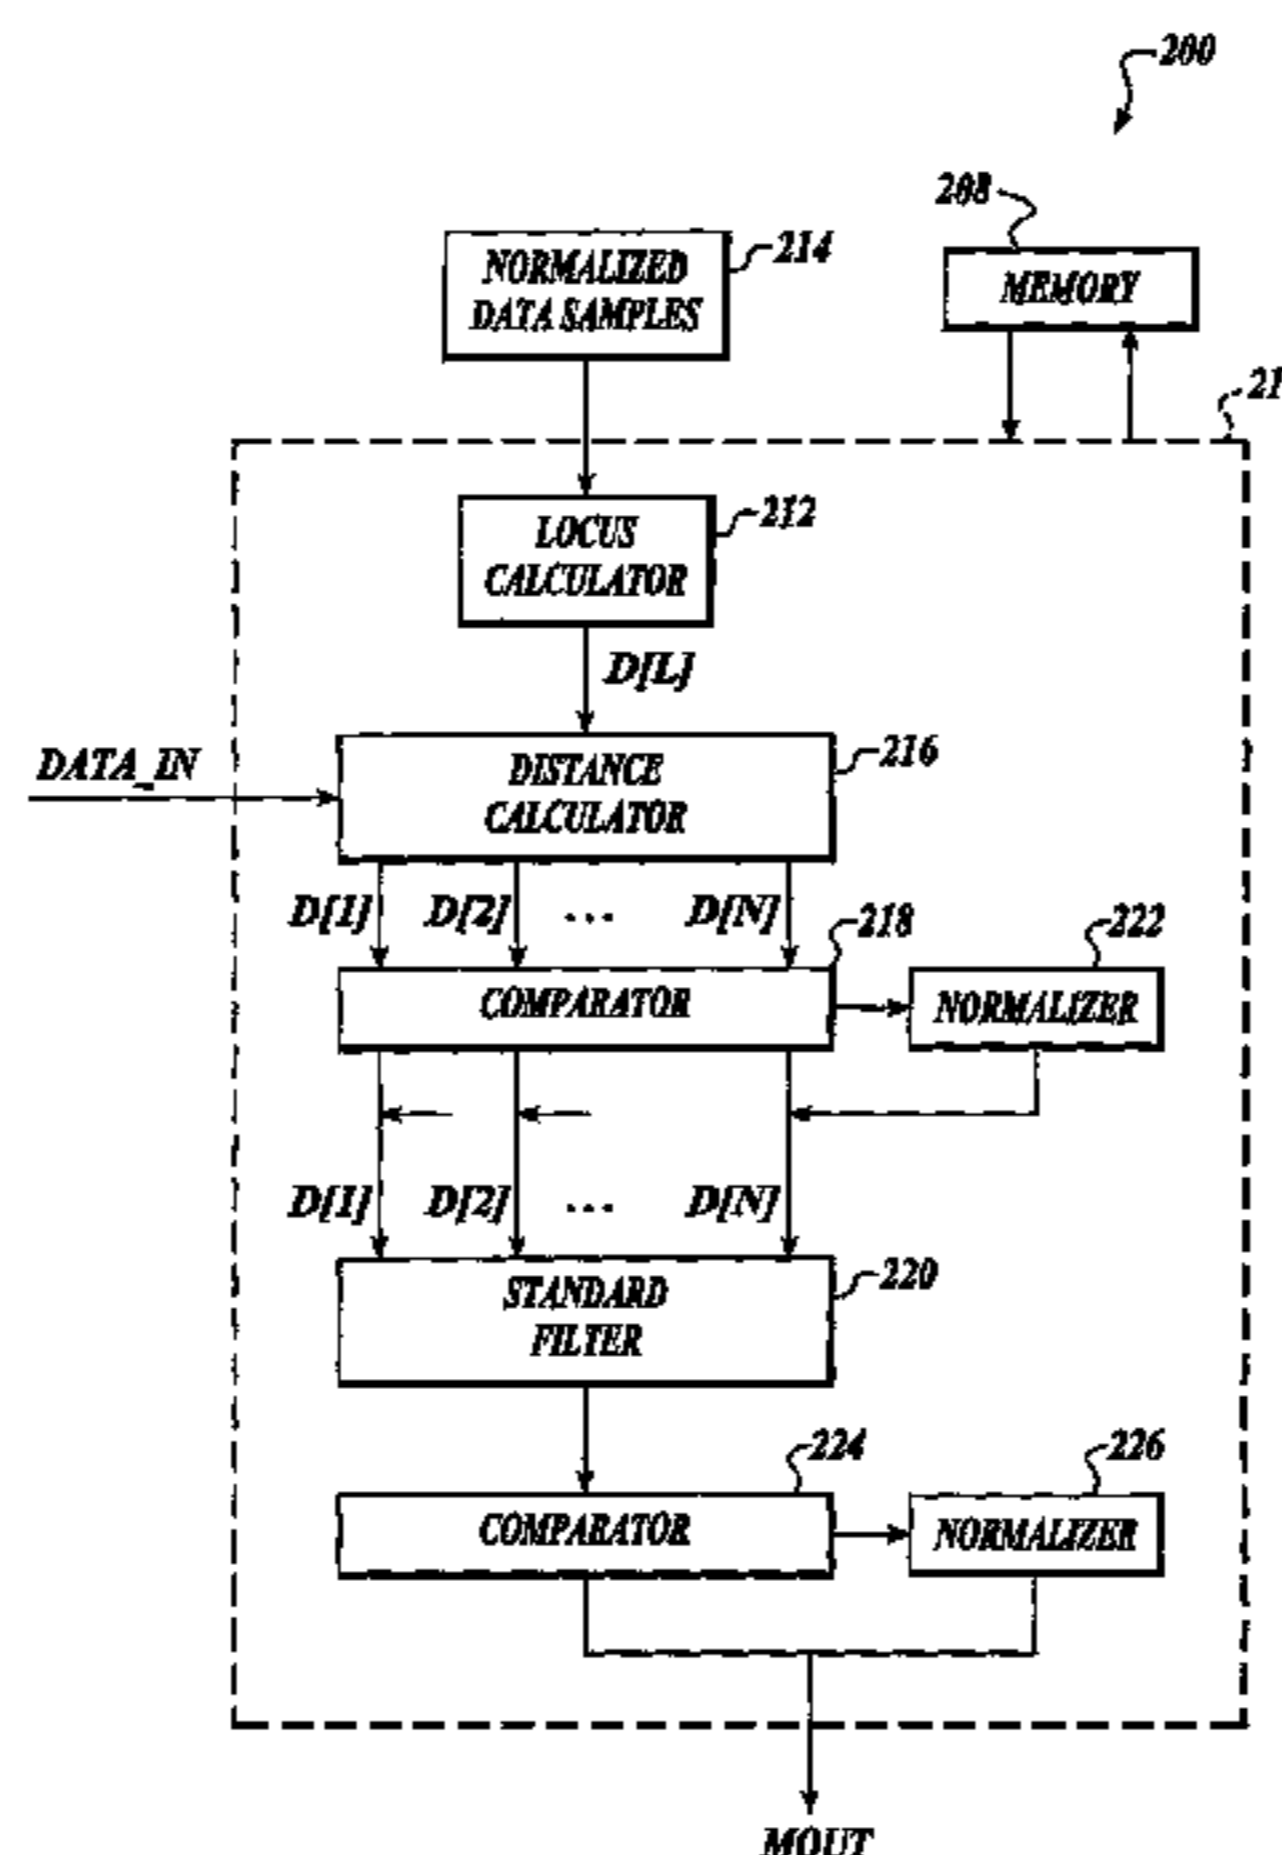 200
208
NORMALIZED
DATA SAMPLES
214
MEMORY
LOCUS
CALCULATOR
212
D[L]
DATA_IN
DISTANCE
CALCULATOR
216
D[1] D[2] ... D[N]
218
222
COMPARATOR
NORMALIZER
D[1] D[2] ... D[N]
STANDARD
FILTER
220
224
226
COMPARATOR
NORMALIZER
MOUT